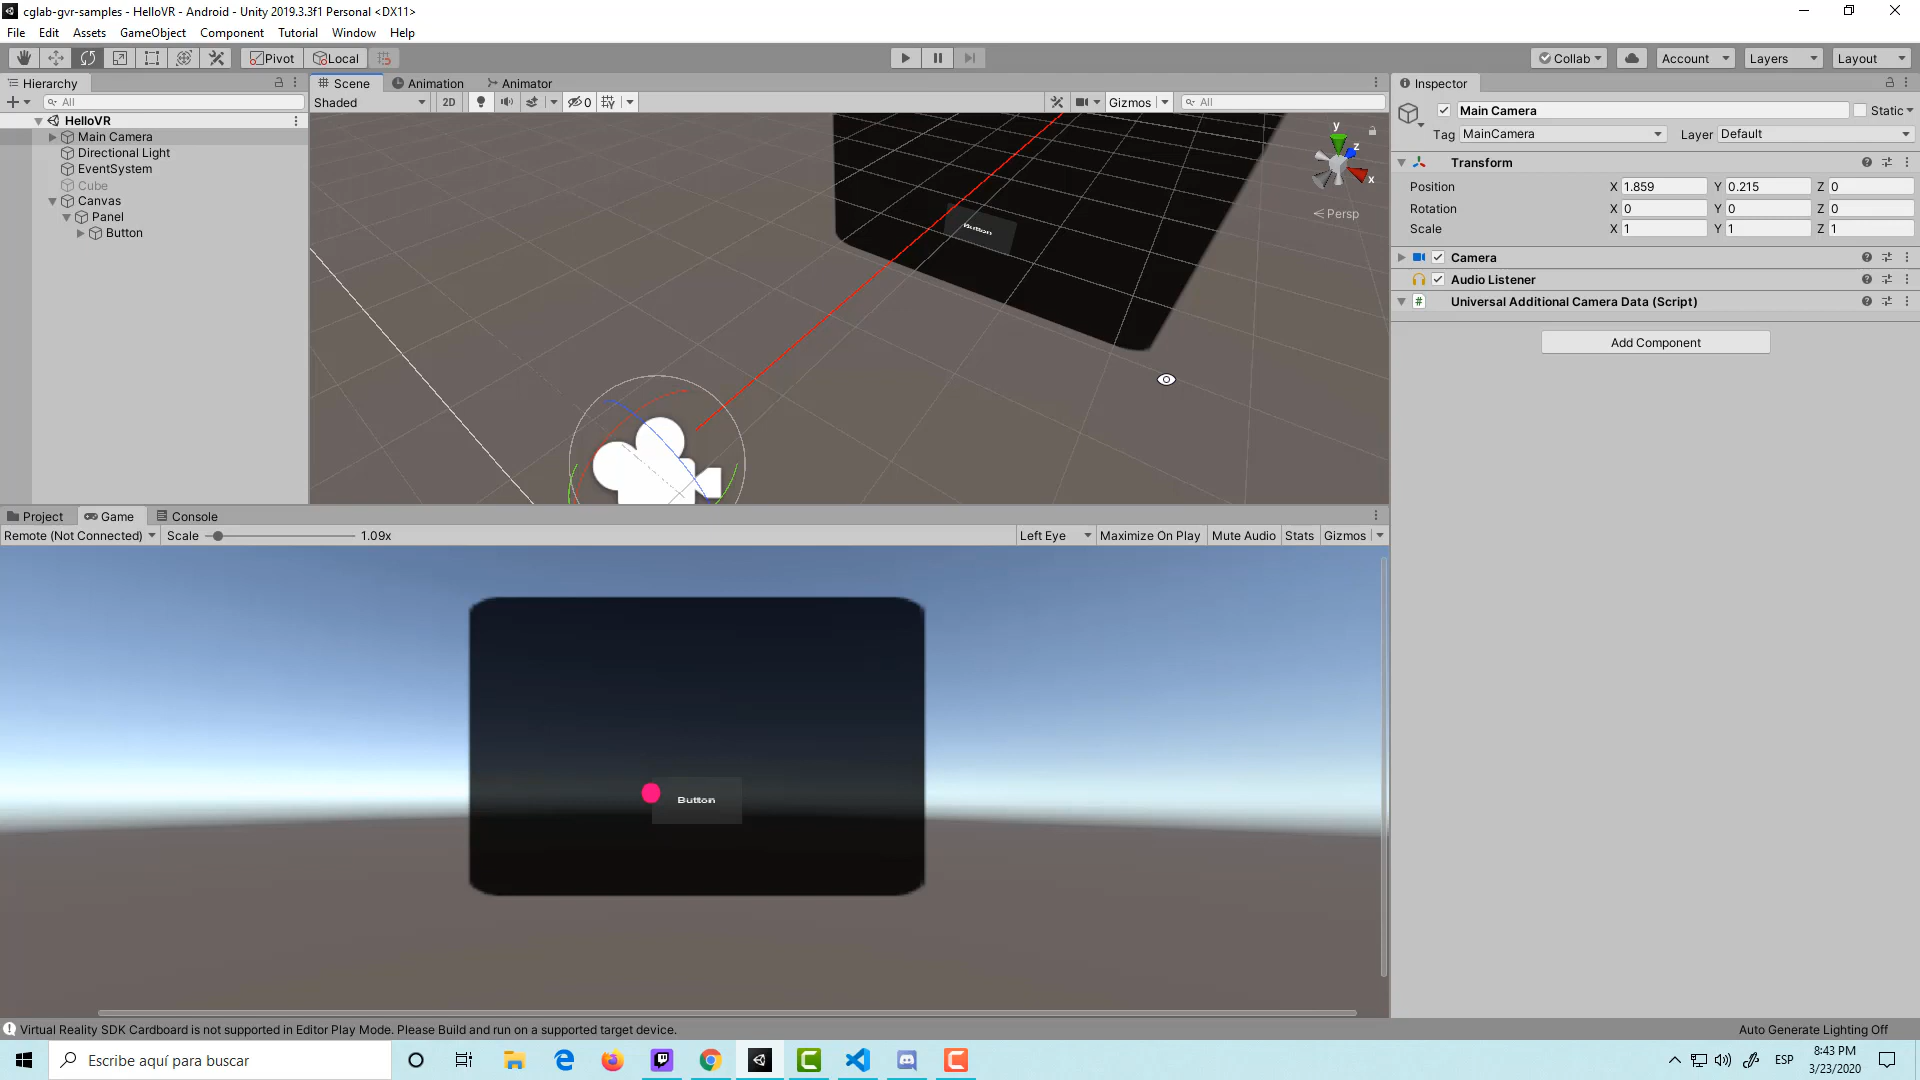 cglab-gvr-samples - HelloVR - Android - Unity 2019.3.3f1 Personal <DX11>
File Edit Assets GameObject Component Tutorial Window Help
Pivot Local Collab Account Layers Layout
Hierarchy
All
HelloVR
Main Camera
Directional Light
EventSystem
Cube
Canvas
Panel
Button
Scene Animation Animator
Shaded 2D 0 Gizmos All
y
z
x
Persp
Button
Inspector
Main Camera Static
Tag MainCamera Layer Default
Transform
Position X 1.859 Y 0.215 Z 0
Rotation X 0 Y 0 Z 0
Scale X 1 Y 1 Z 1
Camera
Audio Listener
# Universal Additional Camera Data (Script)
Add Component
Project Game Console
Remote (Not Connected) Scale 1.09x Left Eye Maximize On Play Mute Audio Stats Gizmos
Button
Virtual Reality SDK Cardboard is not supported in Editor Play Mode. Please Build and run on a supported target device.
Auto Generate Lighting Off
Escribe aquí para buscar
ESP
8:43 PM
3/23/2020